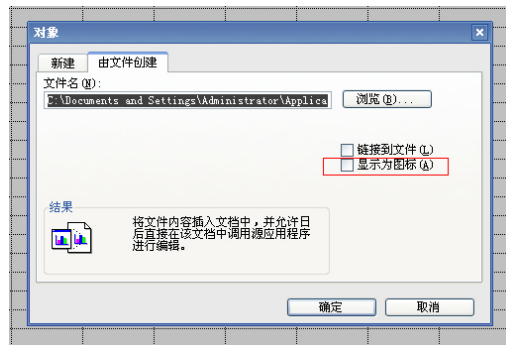 对象
新建 由文件创建
文件名(N):
C:\Documents and Settings\Administrator\Applica 浏览(B)...
链接到文件(L)
显示为图标(A)
结果
将文件内容插入文档中，并允许日
后直接在该文档中调用源应用程序
进行编辑。
确定 取消